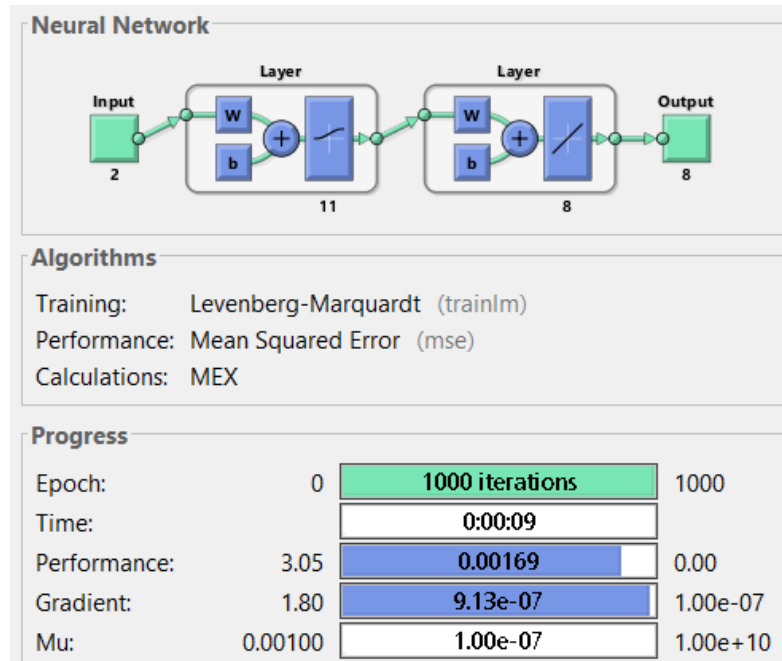 Neural Network
Layer Layer
Input Output
W W
+ +
b b
2 8
11 8
Algorithms
Training: Levenberg-Marquardt (trainlm)
Performance: Mean Squared Error (mse)
Calculations: MEX
Progress
Epoch: 0 1000 iterations 1000
Time: 0:00:09
Performance: 3.05 0.00169 0.00
Gradient: 1.80 9.13e-07 1.00e-07
Mu: 0.00100 1.00e-07 1.00e+10